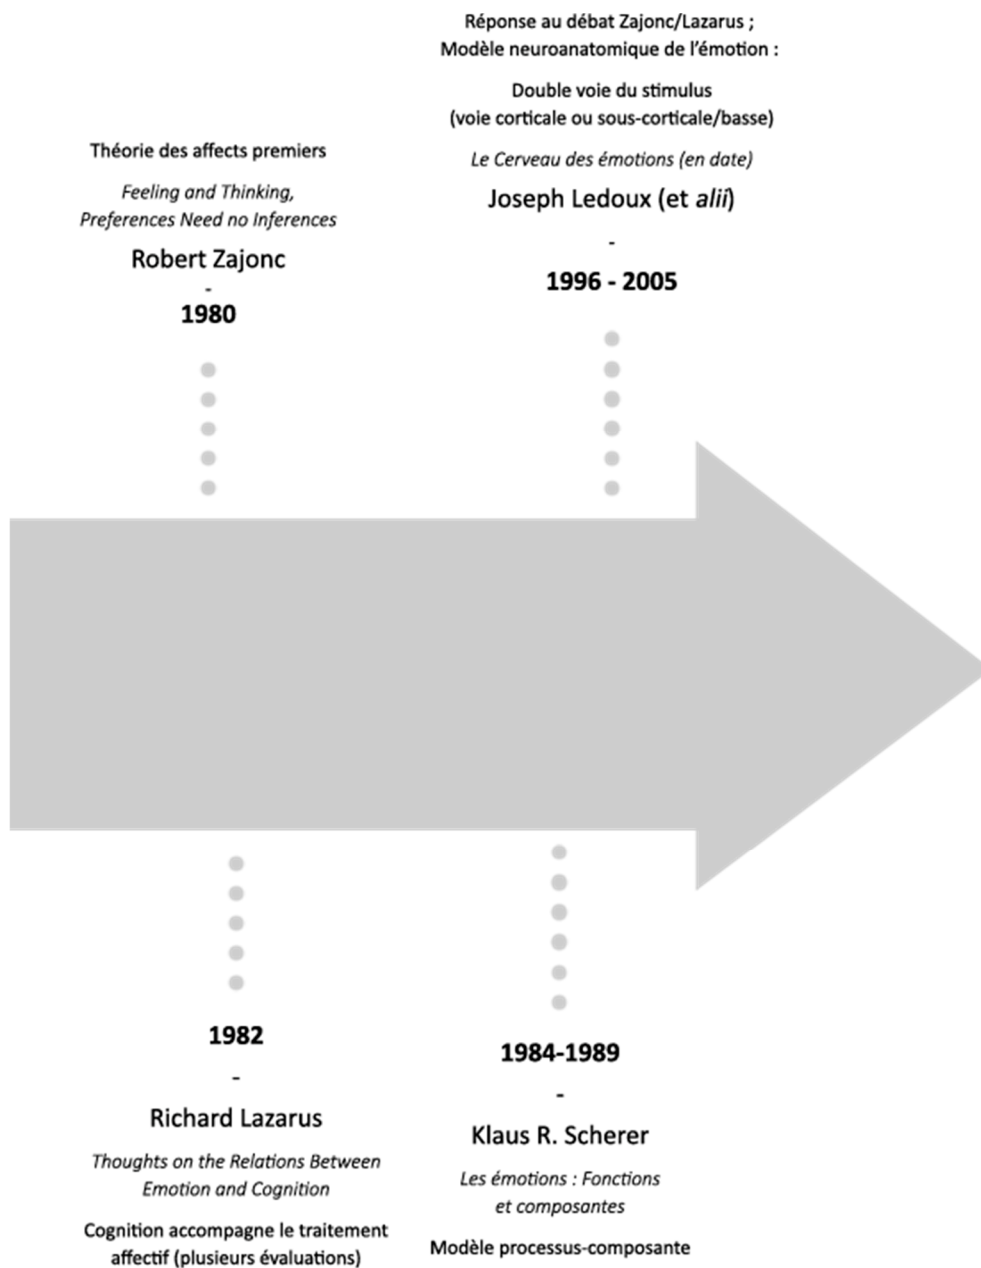 Théorie des affects premiers
Feeling and Thinking,
Preferences Need no Inferences
Robert Zajonc
-
1980
Réponse au débat Zajonc/Lazarus ;
Modèle neuroanatomique de l'émotion :
Double voie du stimulus
(voie corticale ou sous-corticale/basse)
Le Cerveau des émotions (en date)
Joseph Ledoux (et alii)
-
1996 - 2005
1982
-
Richard Lazarus
Thoughts on the Relations Between
Emotion and Cognition
Cognition accompagne le traitement
affectif (plusieurs évaluations)
1984-1989
-
Klaus R. Scherer
Les émotions : Fonctions
et composantes
Modèle processus-composante